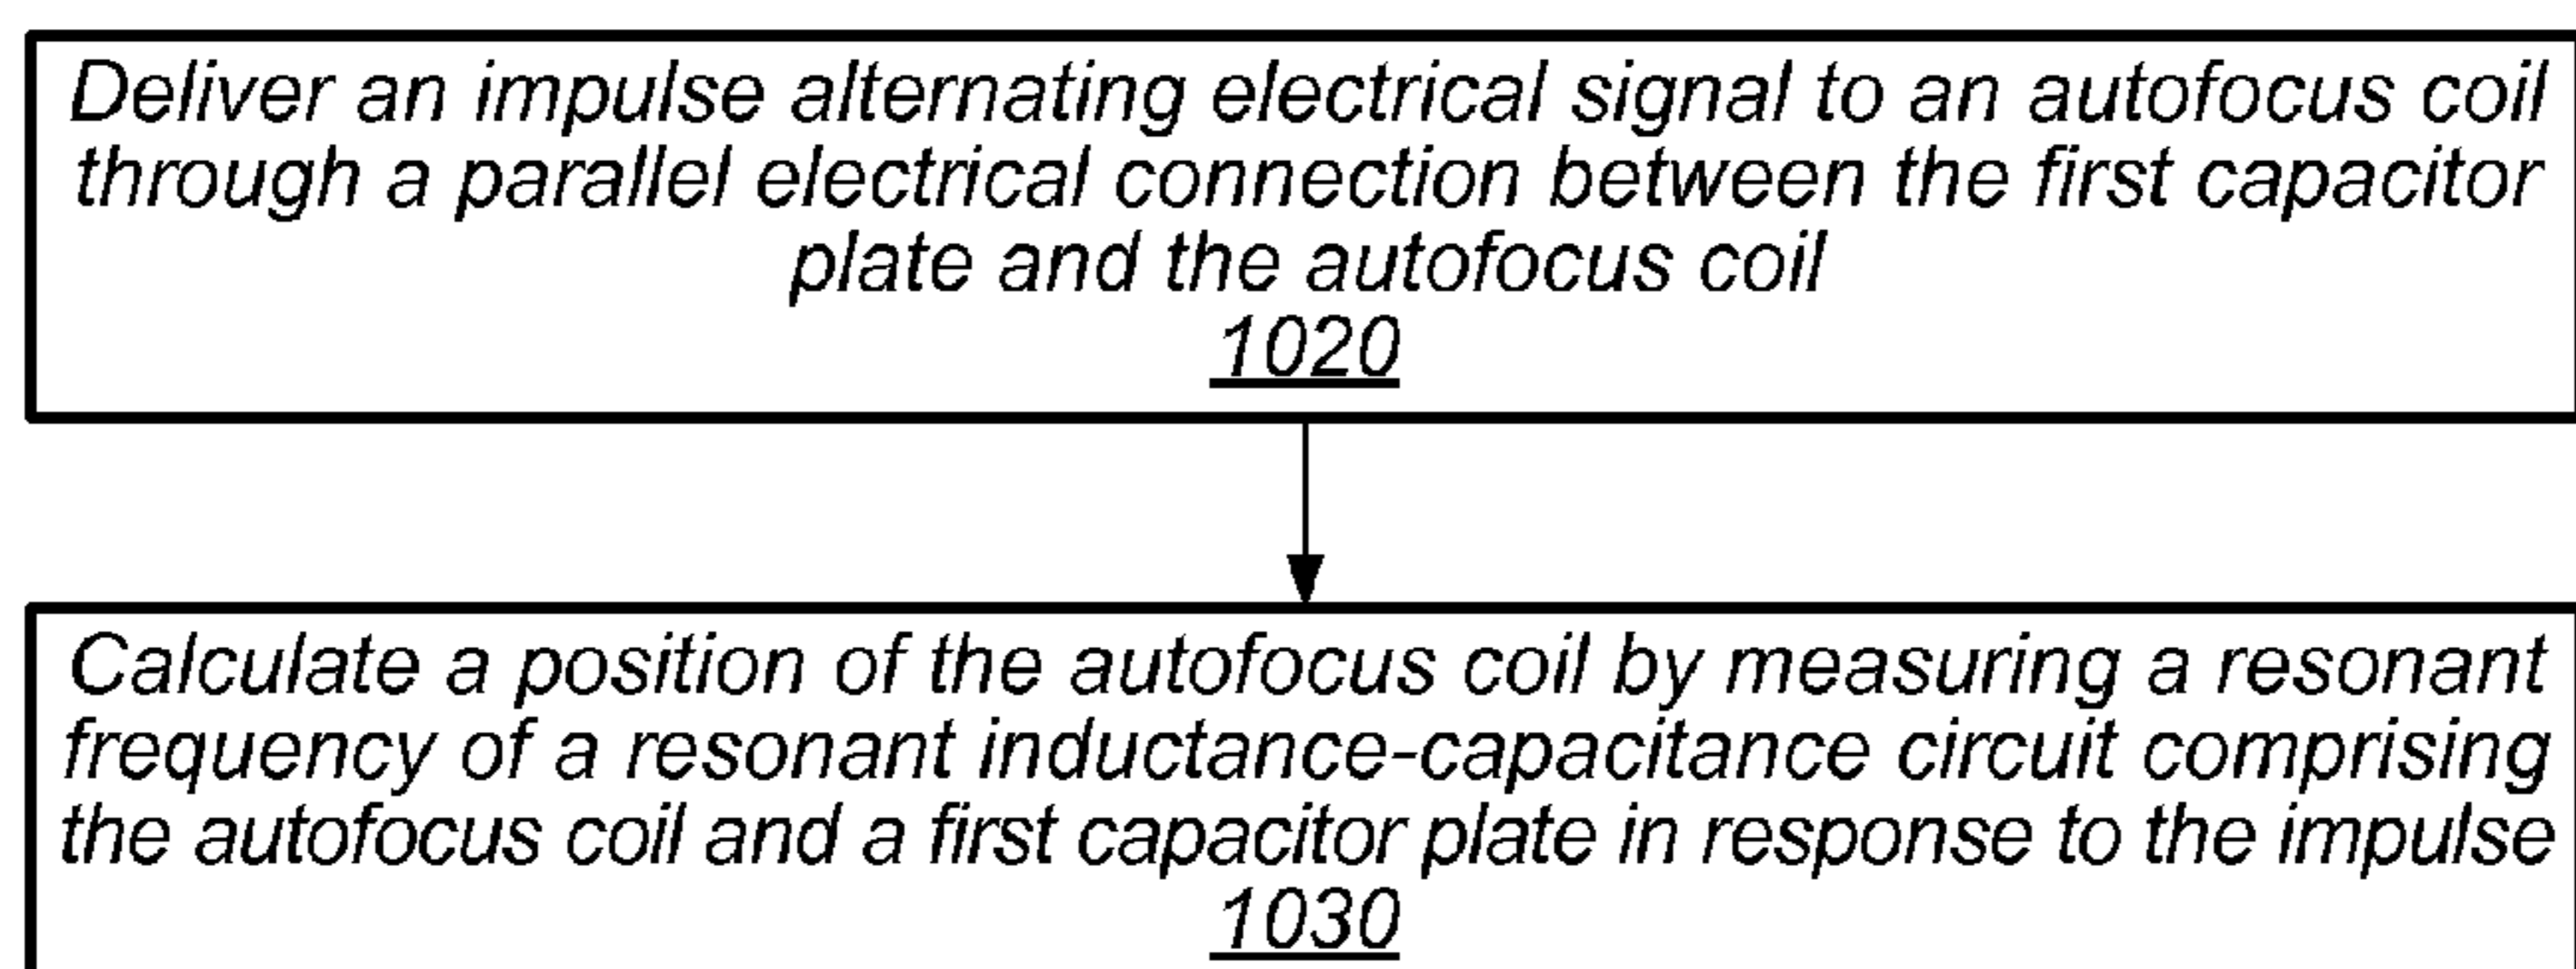 Deliver an impulse alternating electrical signal to an autofocus coil
through a parallel electrical connection between the first capacitor
plate and the autofocus coil
1020
Calculate a position of the autofocus coil by measuring a resonant
frequency of a resonant inductance-capacitance circuit comprising
the autofocus coil and a first capacitor plate in response to the impulse
1030